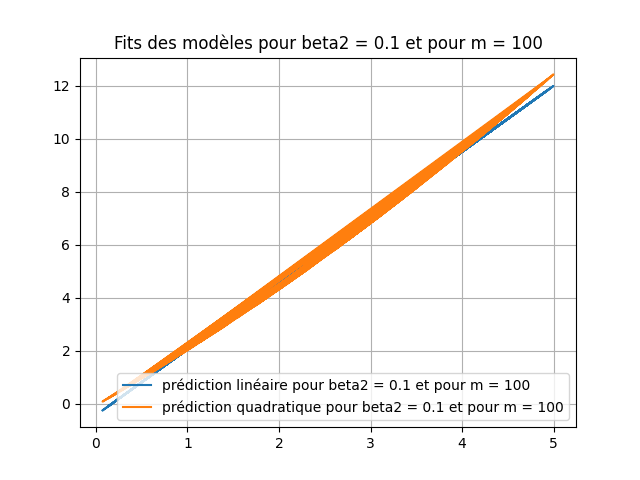 Fits des modèles pour beta2 = 0.1 et pour m = 100
12
10
8
6
4
2
0
prédiction linéaire pour beta2 = 0.1 et pour m = 100
prédiction quadratique pour beta2 = 0.1 et pour m = 100
0 1 2 3 4 5